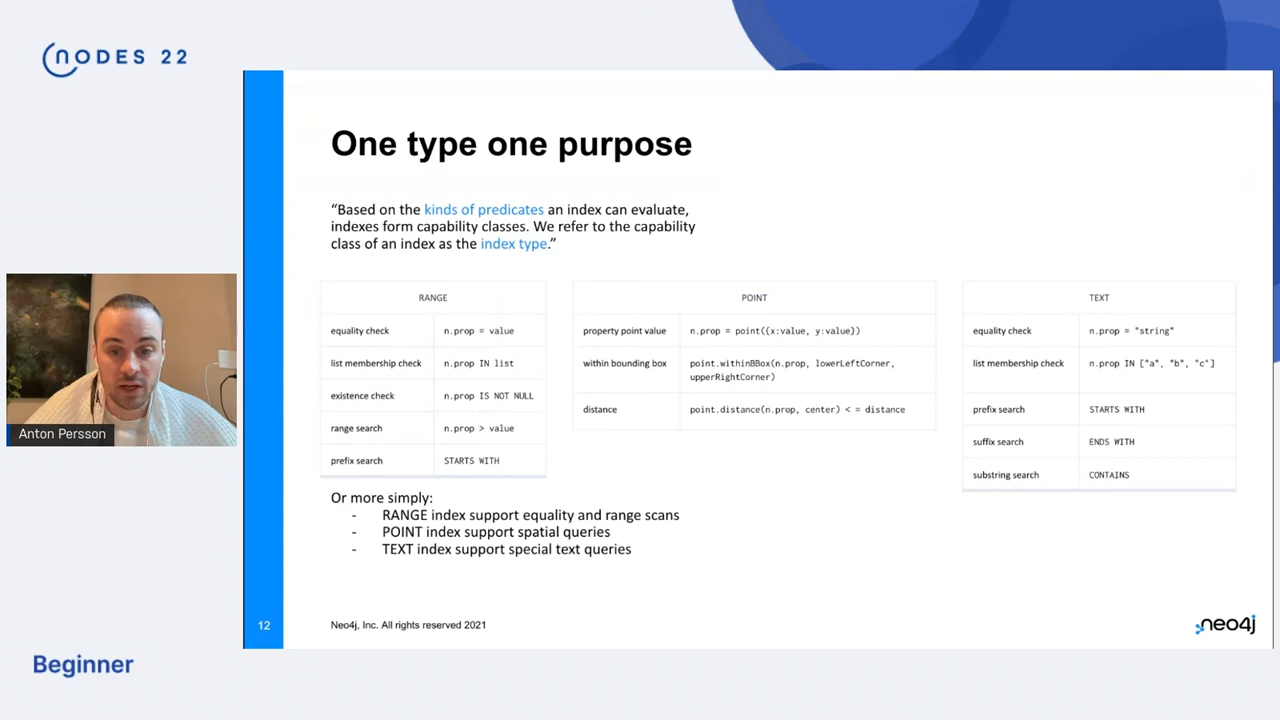 NODES 22
One type one purpose
“Based on the kinds of predicates an index can evaluate,
indexes form capability classes. We refer to the capability
class of an index as the index type.”
RANGE
equality check n.prop = value
list membership check n.prop IN list
existence check n.prop IS NOT NULL
range search n.prop > value
prefix search STARTS WITH
POINT
property point value n.prop = point({x:value, y:value})
within bounding box point.withinBBox(n.prop, lowerLeftCorner,
upperRightCorner)
distance point.distance(n.prop, center) < = distance
TEXT
equality check n.prop = "string"
list membership check n.prop IN ["a", "b", "c"]
prefix search STARTS WITH
suffix search ENDS WITH
substring search CONTAINS
Or more simply:
- RANGE index support equality and range scans
- POINT index support spatial queries
- TEXT index support special text queries
Anton Persson
12
Neo4j, Inc. All rights reserved 2021
neo4j
Beginner